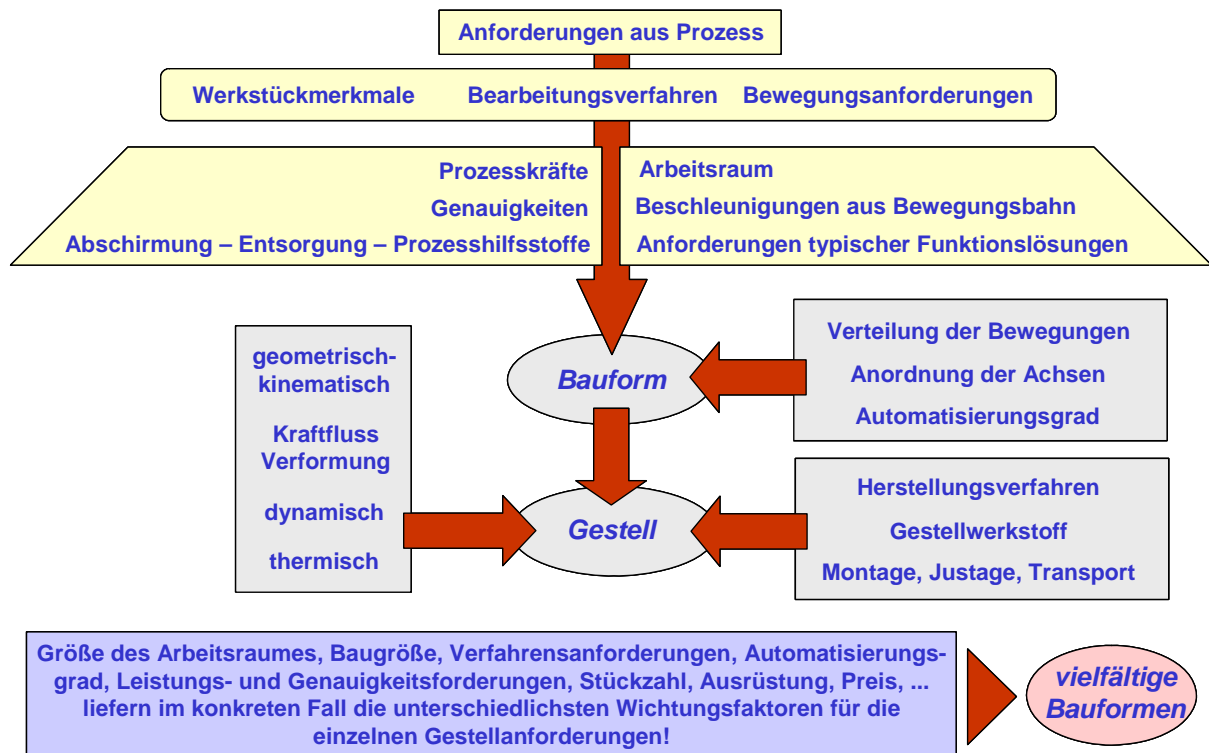 Anforderungen aus Prozess
Werkstückmerkmale Bearbeitungsverfahren Bewegungsanforderungen
Prozesskräfte
Genauigkeiten
Abschirmung – Entsorgung – Prozesshilfsstoffe
Arbeitsraum
Beschleunigungen aus Bewegungsbahn
Anforderungen typischer Funktionslösungen
geometrisch-
kinematisch
Kraftfluss
Verformung
dynamisch
thermisch
Bauform
Verteilung der Bewegungen
Anordnung der Achsen
Automatisierungsgrad
Gestell
Herstellungsverfahren
Gestellwerkstoff
Montage, Justage, Transport
Größe des Arbeitsraumes, Baugröße, Verfahrensanforderungen, Automatisierungs-
grad, Leistungs- und Genauigkeitsforderungen, Stückzahl, Ausrüstung, Preis, ...
liefern im konkreten Fall die unterschiedlichsten Wichtungsfaktoren für die
einzelnen Gestellanforderungen!
vielfältige
Bauformen